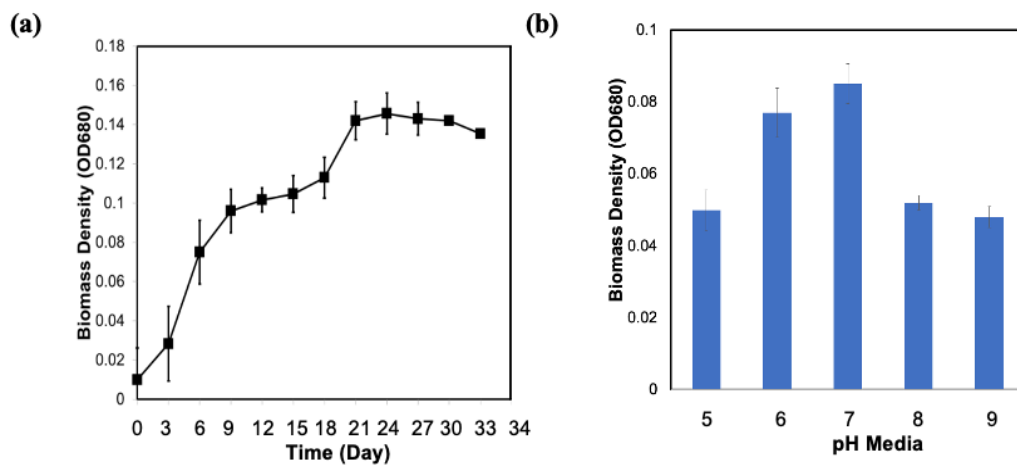 (a)
0.18
0.16
0.14
0.12
0.1
0.08
0.06
0.04
0.02
0
Biomass Density (OD680)
0 3 6 9 12 15 18 21 24 27 30 33 34
Time (Day)
(b)
0.1
0.08
0.06
0.04
0.02
0
Biomass Density (OD680)
5 6 7 8 9
pH Media